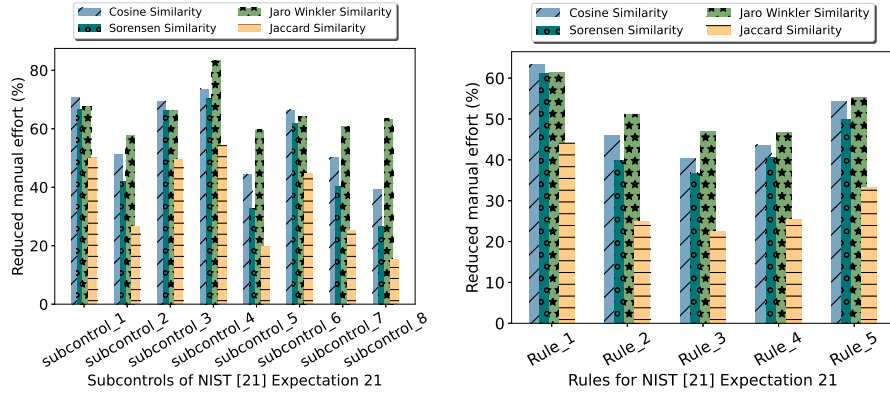 Cosine Similarity
Sorensen Similarity
Jaro Winkler Similarity
Jaccard Similarity
Reduced manual effort (%)
80
60
40
20
0
subcontrol_1
subcontrol_2
subcontrol_3
subcontrol_4
subcontrol_5
subcontrol_6
subcontrol_7
subcontrol_8
Subcontrols of NIST [21] Expectation 21
Cosine Similarity
Sorensen Similarity
Jaro Winkler Similarity
Jaccard Similarity
Reduced manual effort (%)
60
50
40
30
20
10
0
Rule_1
Rule_2
Rule_3
Rule_4
Rule_5
Rules for NIST [21] Expectation 21